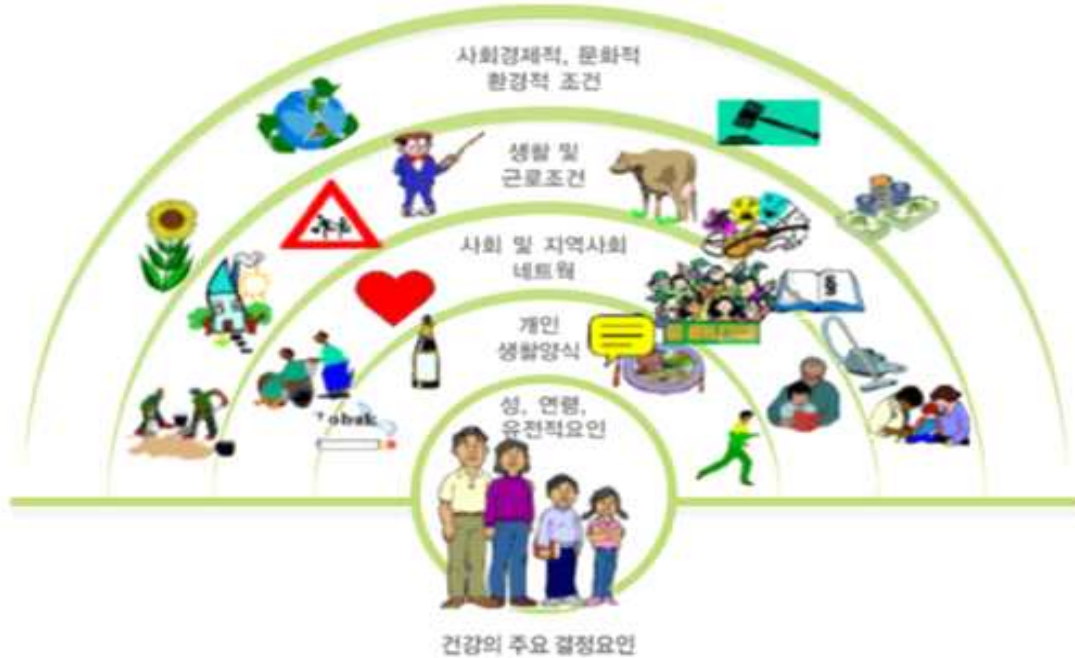 사회경제적, 문화적
환경적 조건
생활 및
근로조건
사회 및 지역사회
네트웍
개인
생활양식
성, 연령,
유전적요인
Tobak
건강의 주요 결정요인